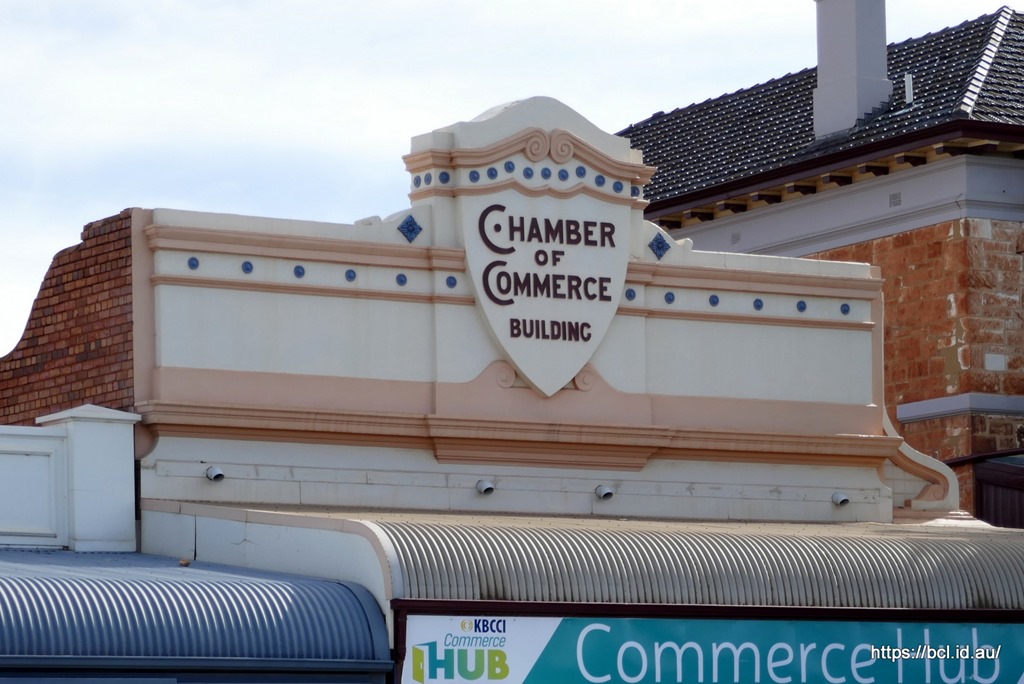 CHAMBER
OF
COMMERCE
BUILDING
KBCCI
Commerce
HUB
Commerce Hub
https://bcl.id.au/